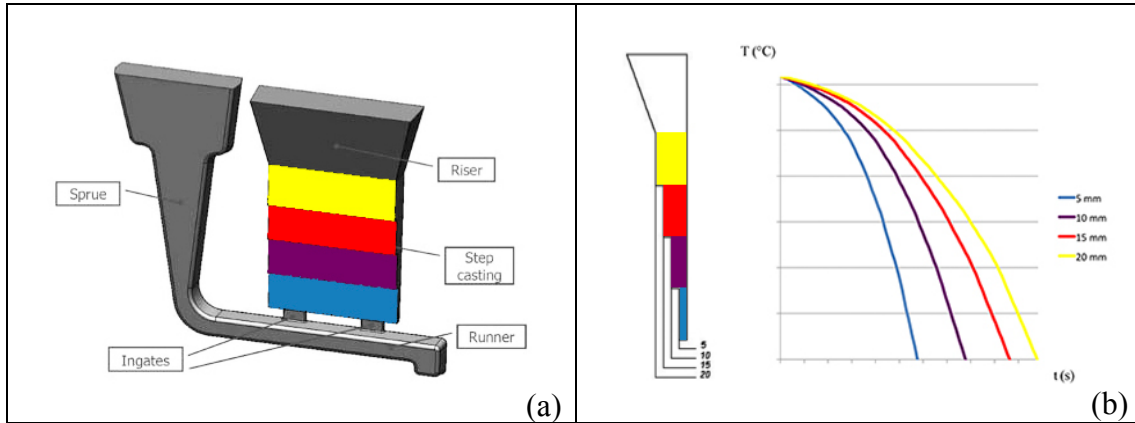 Riser
Sprue
Step
casting
Runner
Ingates
(a)
T (°C)
5 mm
10 mm
15 mm
20 mm
5
10
15
20
t (s)
(b)